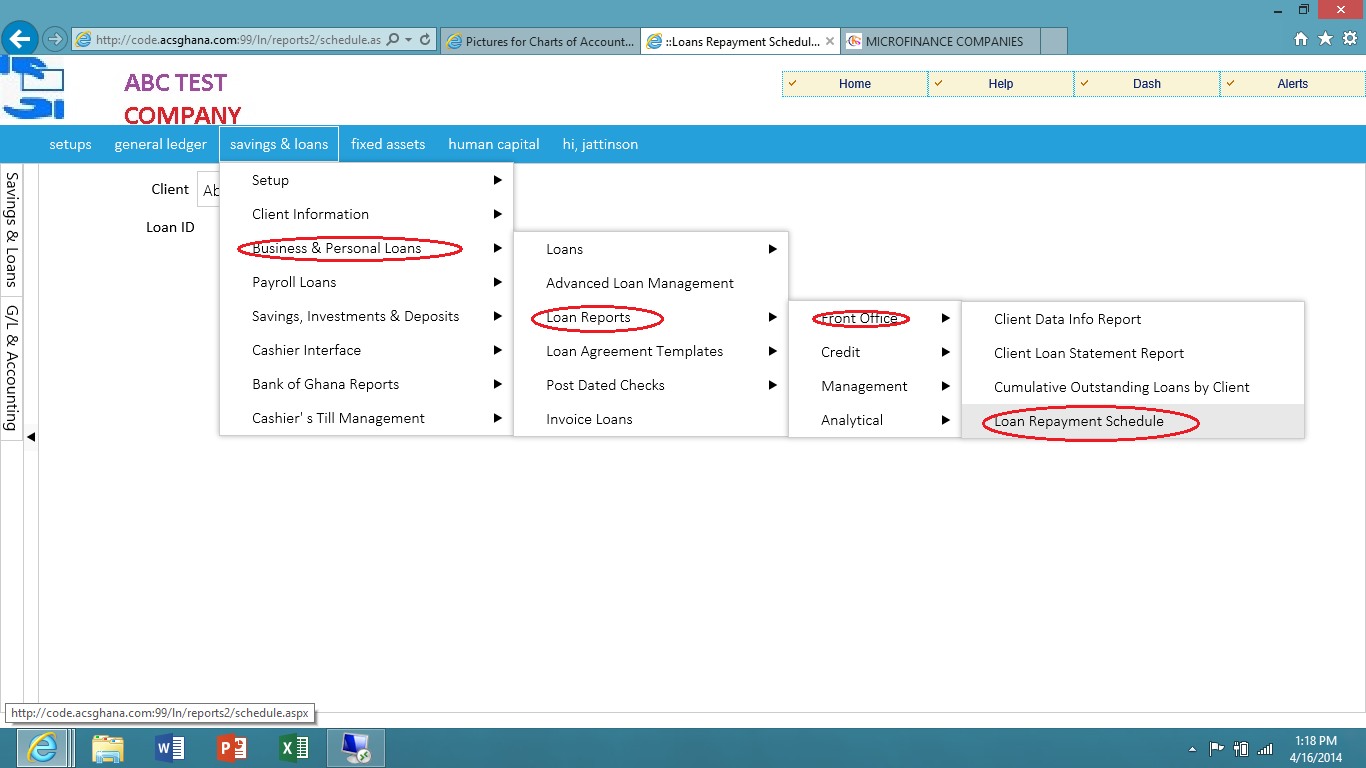 http://code.acsghana.com:99/ln/reports2/schedule.as
Pictures for Charts of Account...
::Loans Repayment Schedul...
MICROFINANCE COMPANIES
ABC TEST
COMPANY
Home
Help
Dash
Alerts
setups
general ledger
savings & loans
fixed assets
human capital
hi, jattinson
Savings & Loans
G/L & Accounting
Client
Ab
Loan ID
Setup
Client Information
Business & Personal Loans
Payroll Loans
Savings, Investments & Deposits
Cashier Interface
Bank of Ghana Reports
Cashier' s Till Management
Loans
Advanced Loan Management
Loan Reports
Loan Agreement Templates
Post Dated Checks
Invoice Loans
Front Office
Credit
Management
Analytical
Client Data Info Report
Client Loan Statement Report
Cumulative Outstanding Loans by Client
Loan Repayment Schedule
http://code.acsghana.com:99/ln/reports2/schedule.aspx
1:18 PM
4/16/2014